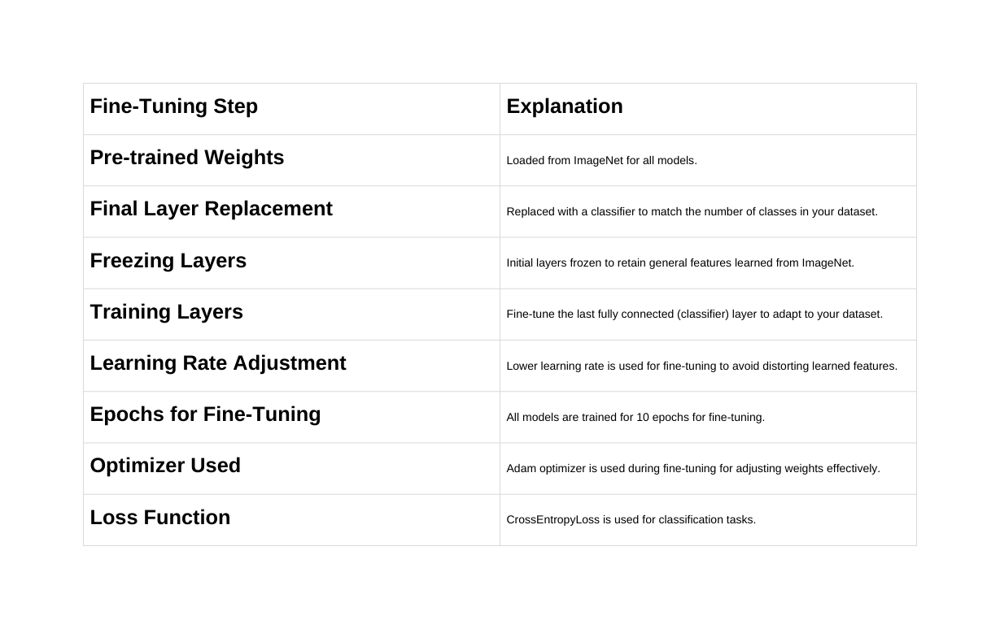 Fine-Tuning Step
Explanation
Pre-trained Weights
Loaded from ImageNet for all models.
Final Layer Replacement
Replaced with a classifier to match the number of classes in your dataset.
Freezing Layers
Initial layers frozen to retain general features learned from ImageNet.
Training Layers
Fine-tune the last fully connected (classifier) layer to adapt to your dataset.
Learning Rate Adjustment
Lower learning rate is used for fine-tuning to avoid distorting learned features.
Epochs for Fine-Tuning
All models are trained for 10 epochs for fine-tuning.
Optimizer Used
Adam optimizer is used during fine-tuning for adjusting weights effectively.
Loss Function
CrossEntropyLoss is used for classification tasks.